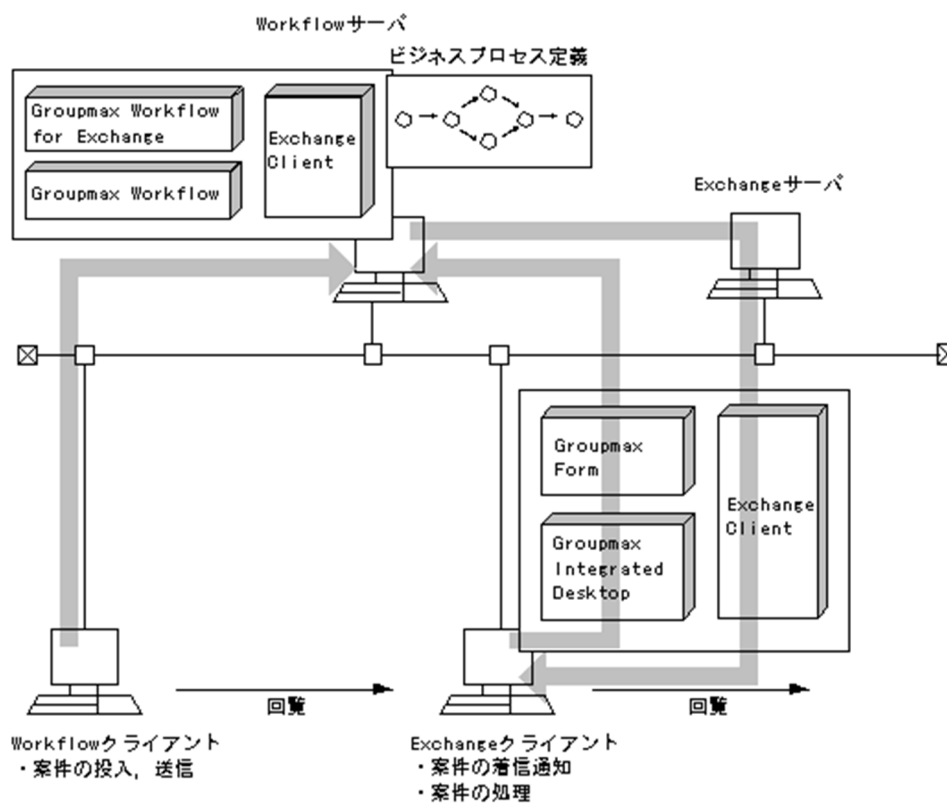 Workflowサーバ
ビジネスプロセス定義
Groupmax Workflow
for Exchange
Groupmax Workflow
Exchange
Client
Exchangeサーバ
Groupmax
Form
Groupmax
Integrated
Desktop
Exchange
Client
回覧
回覧
Workflowクライアント
・案件の投入，送信
Exchangeクライアント
・案件の着信通知
・案件の処理